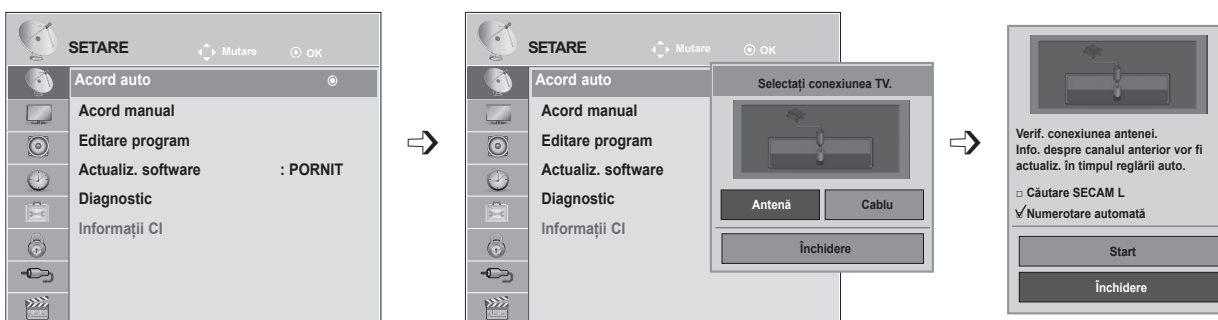 SETARE
Mutare
OK
Acord auto
Acord manual
Editare program
Actualiz. software : PORNIT
Diagnostic
Informații CI
SETARE
Mutare
OK
Acord auto
Acord manual
Editare program
Actualiz. software
Diagnostic
Informații CI
Selectați conexiunea TV.
Antenă
Cablu
Închidere
Verif. conexiunea antenei.
Info. despre canalul anterior vor fi
actualiz. în timpul reglării auto.
Căutare SECAM L
Numerotare automată
Start
Închidere